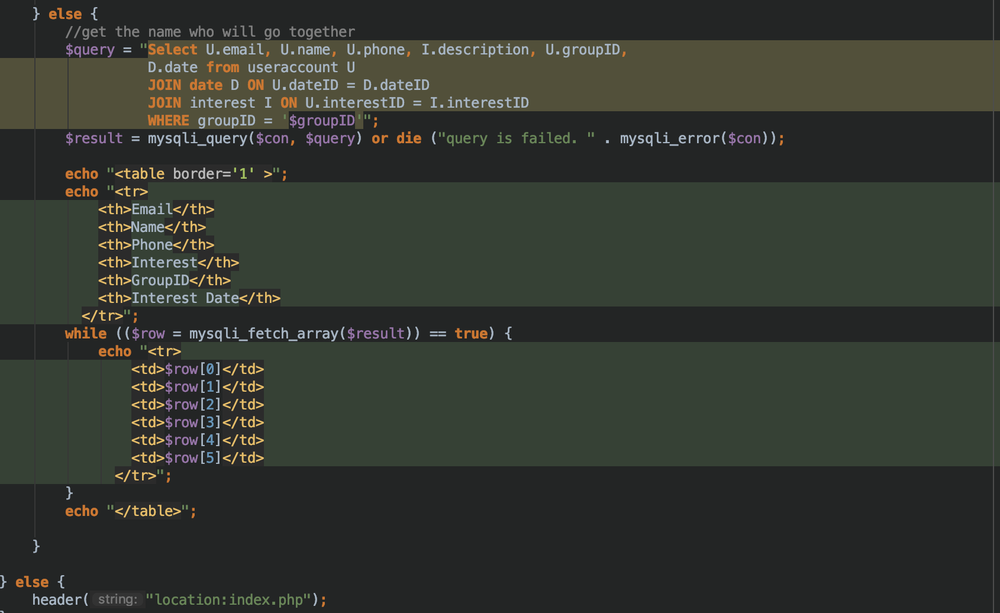 } else {
//get the name who will go together
$query = "Select U.email, U.name, U.phone, I.description, U.groupID,
D.date from useraccount U
JOIN date D ON U.dateID = D.dateID
JOIN interest I ON U.interestID = I.interestID
WHERE groupID = '$groupID'";
$result = mysqli_query($con, $query) or die ("query is failed. " . mysqli_error($con));
echo "<table border='1' >";
echo "<tr>
<th>Email</th>
<th>Name</th>
<th>Phone</th>
<th>Interest</th>
<th>GroupID</th>
<th>Interest Date</th>
</tr>";
while (($row = mysqli_fetch_array($result)) == true) {
echo "<tr>
<td>$row[0]</td>
<td>$row[1]</td>
<td>$row[2]</td>
<td>$row[3]</td>
<td>$row[4]</td>
<td>$row[5]</td>
</tr>";
}
echo "</table>";
}
} else {
header( string: "location:index.php");